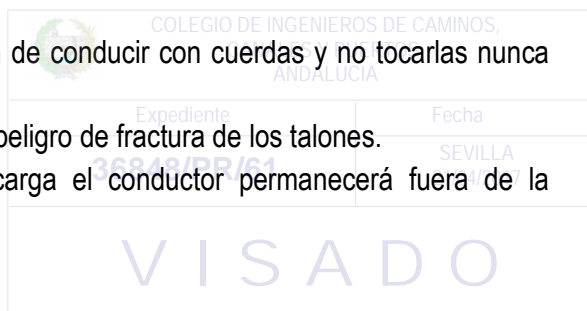 COLEGIO DE INGENIEROS DE CAMINOS,
de conducir con cuerdas y no tocarlas nunca
ANDALUCIA
Expediente Fecha
peligro de fractura de los talones.
SEVILLA
36848/PR/61
carga el conductor permanecerá fuera de la
VISADO